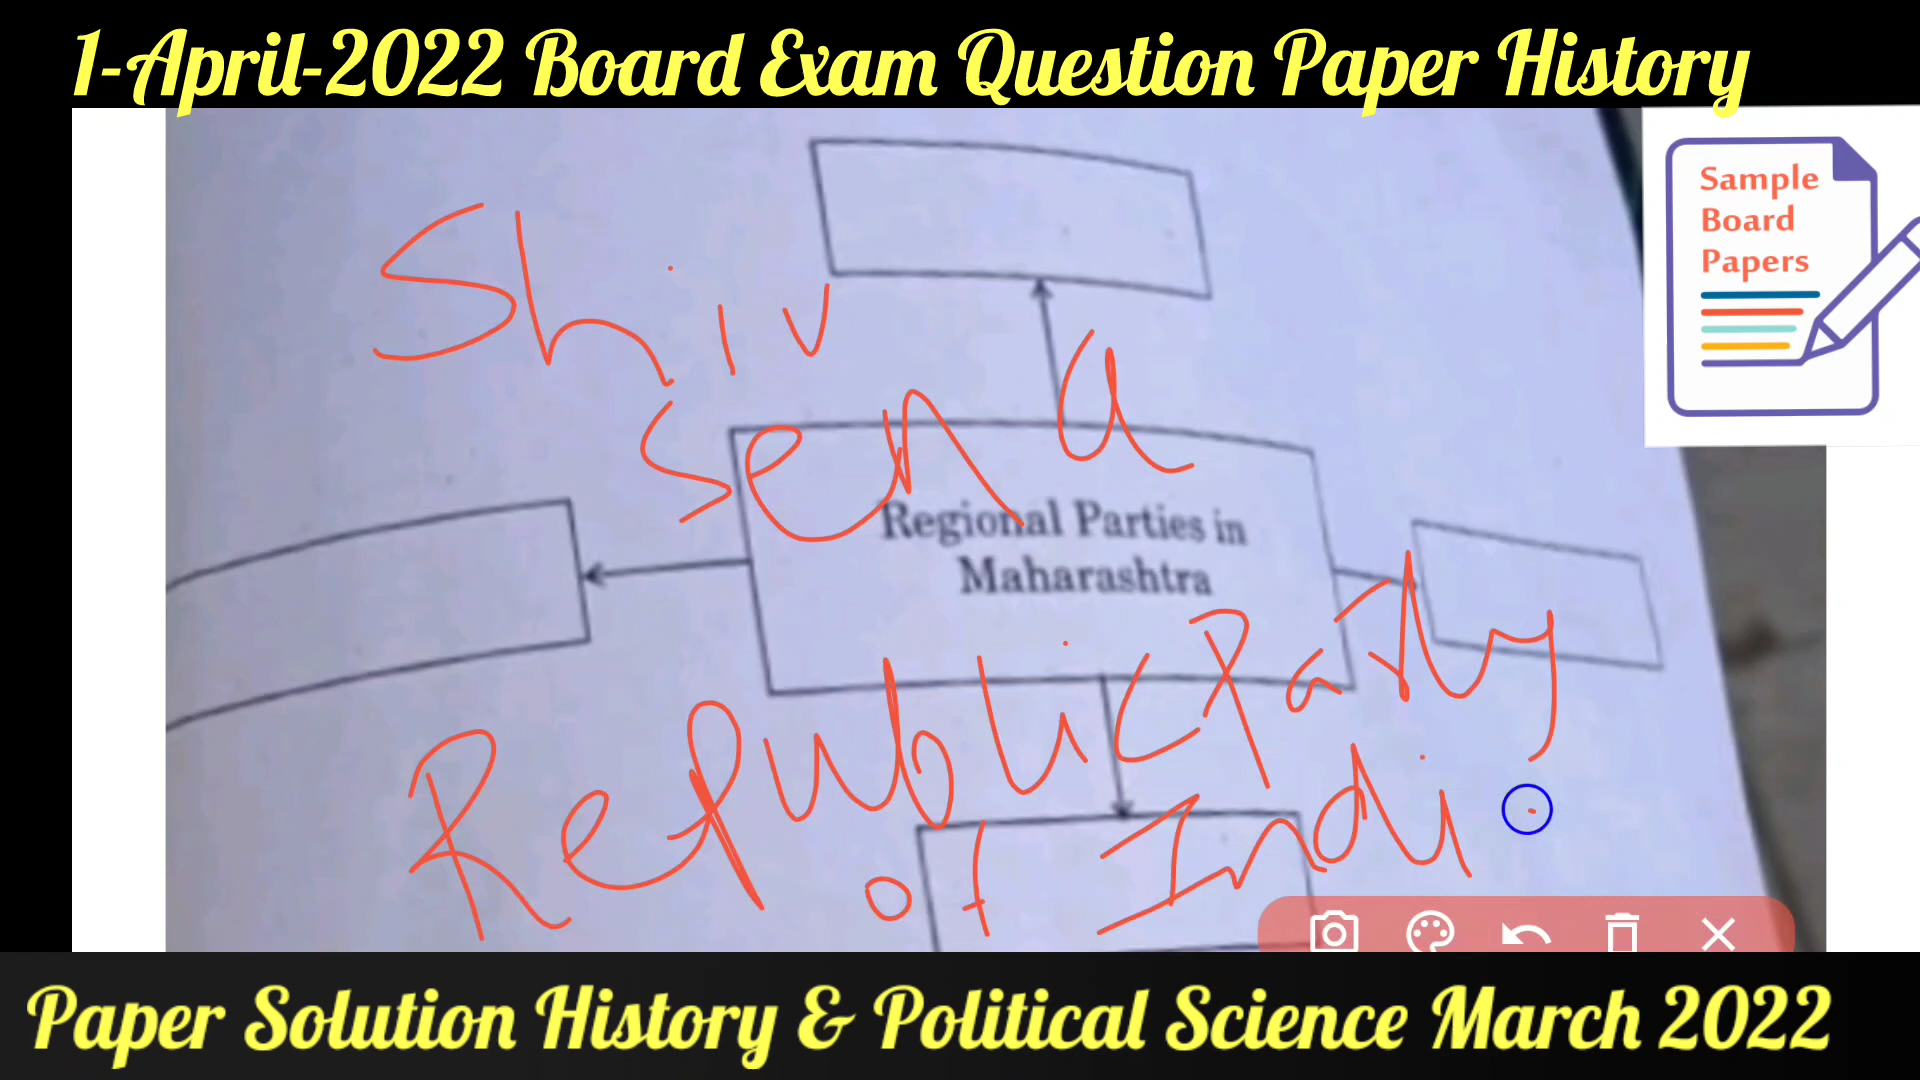 1-April-2022 Board Exam Question Paper History
Sample
Board
Papers
Shiv
Sena
Regional Parties in
Maharashtra
Republic Party
of Indi
Paper Solution History & Political Science March 2022